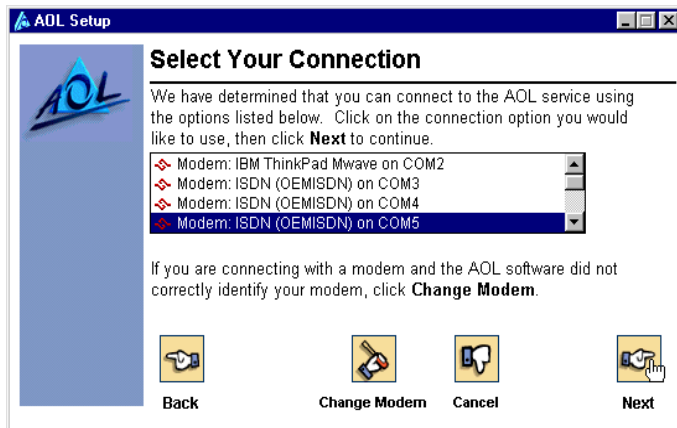 AOL Setup
AOL
Select Your Connection
We have determined that you can connect to the AOL service using
the options listed below. Click on the connection option you would
like to use, then click Next to continue.
Modem: IBM ThinkPad Mwave on COM2
Modem: ISDN (OEMISDN) on COM3
Modem: ISDN (OEMISDN) on COM4
Modem: ISDN (OEMISDN) on COM5
If you are connecting with a modem and the AOL software did not
correctly identify your modem, click Change Modem.
Back Change Modem Cancel Next